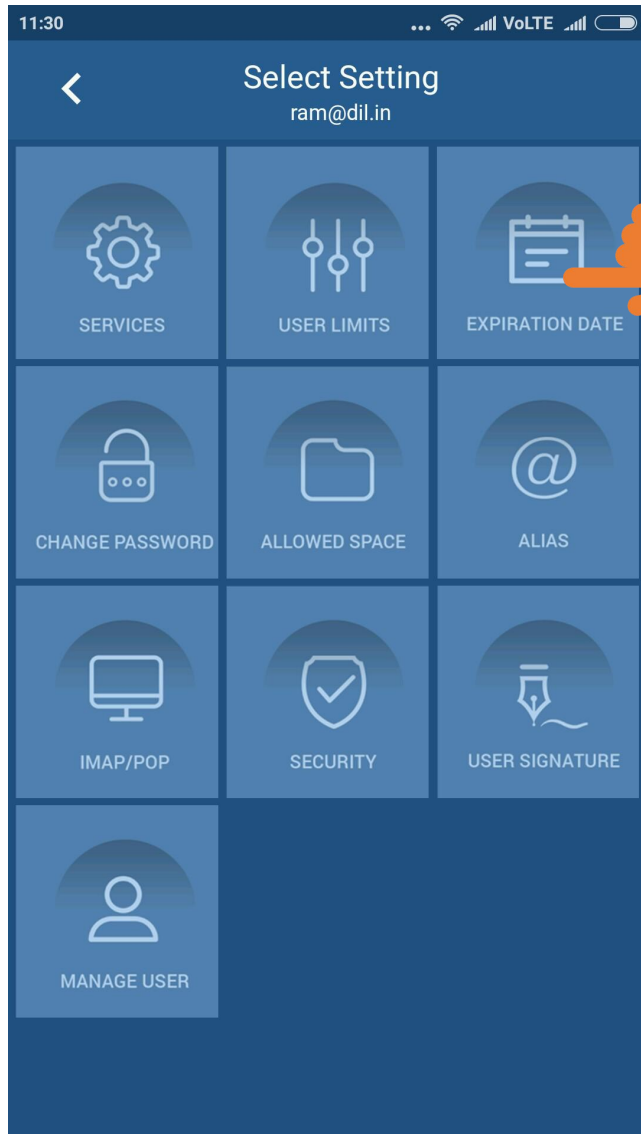 11:30 ... VoLTE
Select Setting
ram@dil.in
SERVICES USER LIMITS EXPIRATION DATE
CHANGE PASSWORD ALLOWED SPACE @ ALIAS
IMAP/POP SECURITY USER SIGNATURE
MANAGE USER